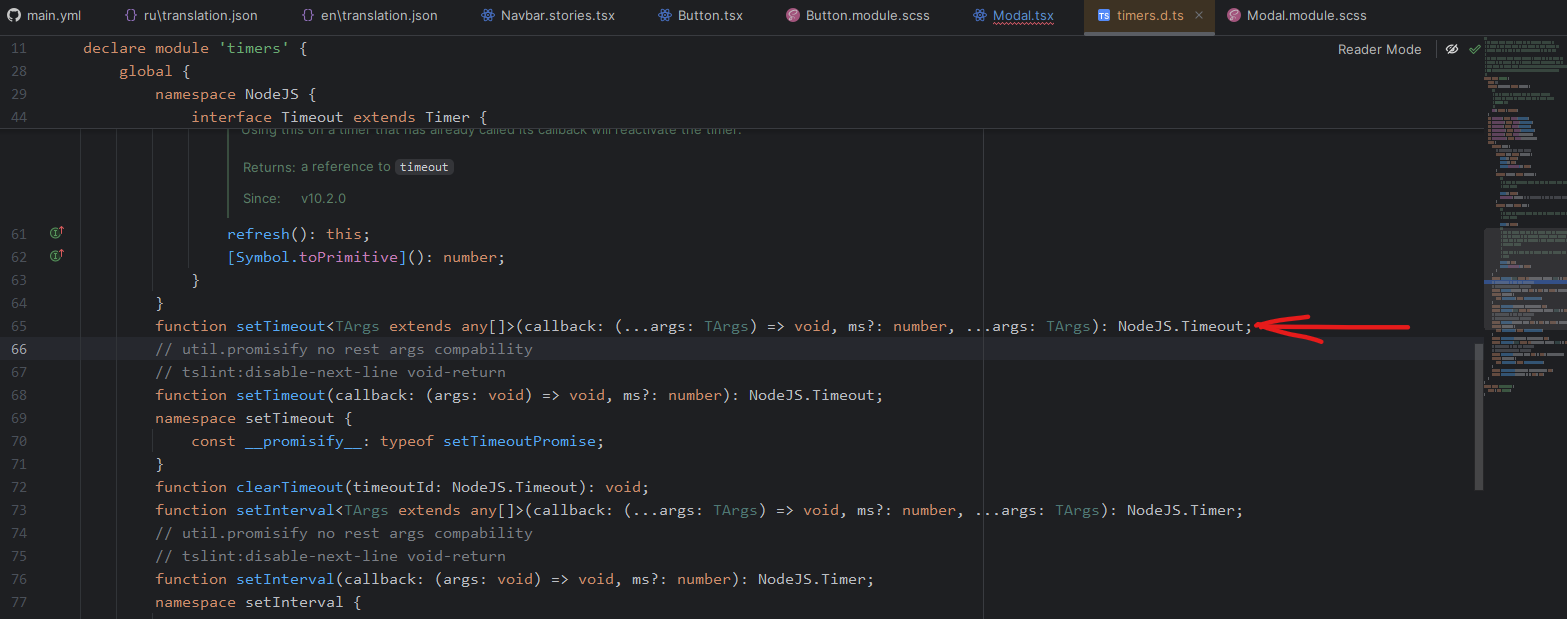 main.yml ru\translation.json en\translation.json Navbar.stories.tsx Button.tsx Button.module.scss Modal.tsx TS timers.d.ts Modal.module.scss
Reader Mode
11 declare module 'timers' {
28 global {
29 namespace NodeJS {
44 interface Timeout extends Timer {
Using this on a timer that has already called its callback will reactivate the timer.
Returns: a reference to timeout
Since: v10.2.0
61 refresh(): this;
62 [Symbol.toPrimitive](): number;
63 }
64 }
65 function setTimeout<TArgs extends any[]>(callback: (...args: TArgs) => void, ms?: number, ...args: TArgs): NodeJS.Timeout;
66 // util.promisify no rest args compability
67 // tslint:disable-next-line void-return
68 function setTimeout(callback: (args: void) => void, ms?: number): NodeJS.Timeout;
69 namespace setTimeout {
70 const __promisify__: typeof setTimeoutPromise;
71 }
72 function clearTimeout(timeoutId: NodeJS.Timeout): void;
73 function setInterval<TArgs extends any[]>(callback: (...args: TArgs) => void, ms?: number, ...args: TArgs): NodeJS.Timer;
74 // util.promisify no rest args compability
75 // tslint:disable-next-line void-return
76 function setInterval(callback: (args: void) => void, ms?: number): NodeJS.Timer;
77 namespace setInterval {